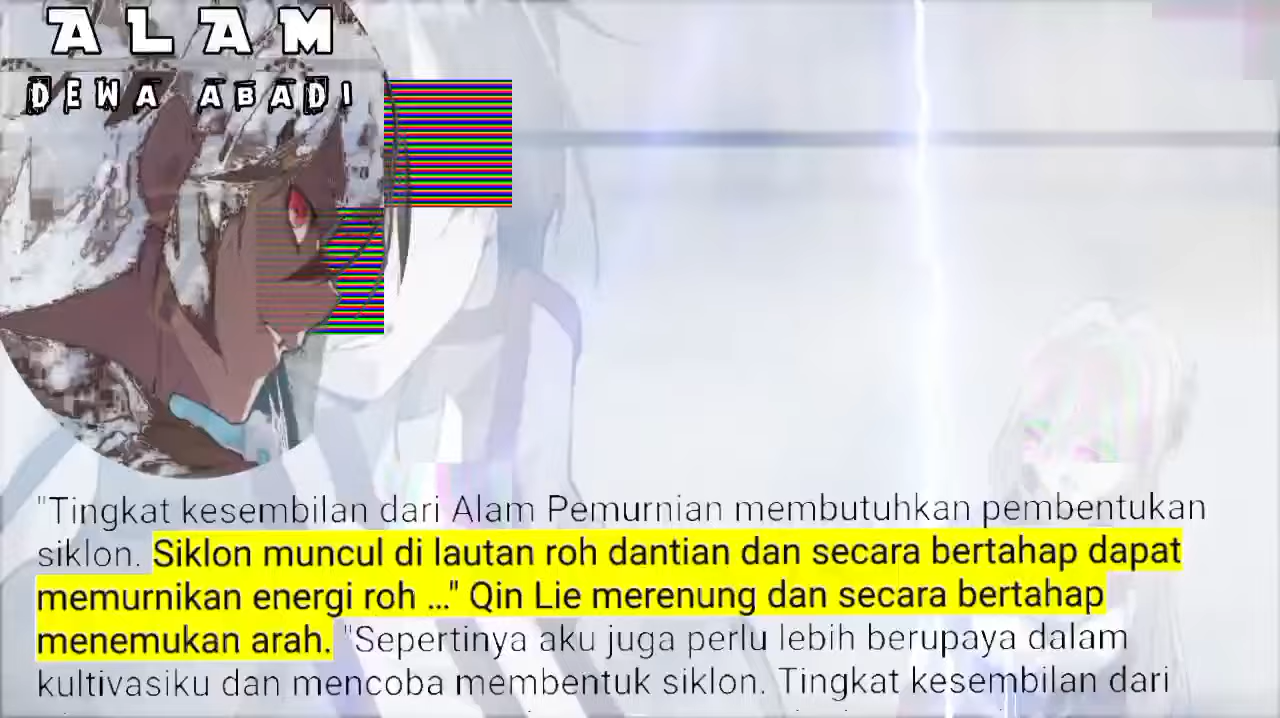 ALAM
DEWA ABADI
"Tingkat kesembilan dari Alam Pemurnian membutuhkan pembentukan
siklon. Siklon muncul di lautan roh dantian dan secara bertahap dapat
memurnikan energi roh ..." Qin Lie merenung dan secara bertahap
menemukan arah. "Sepertinya aku juga perlu lebih berupaya dalam
kultivasiku dan mencoba membentuk siklon. Tingkat kesembilan dari